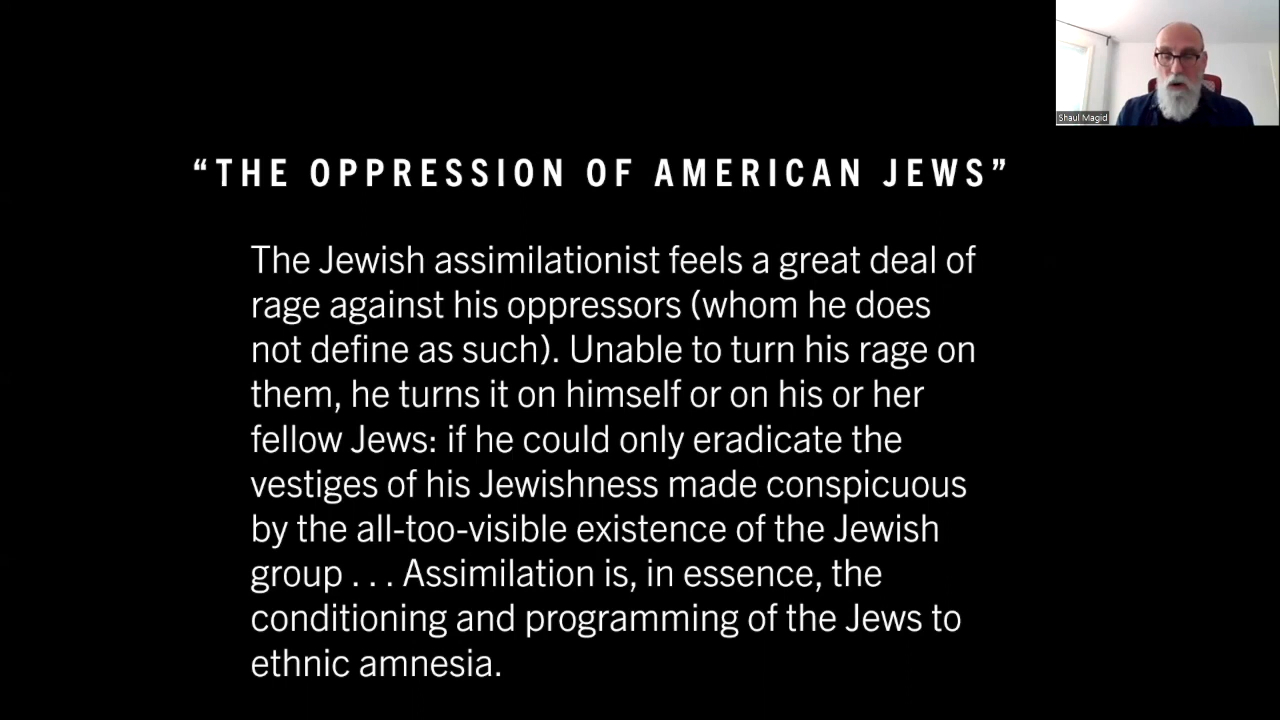 Shaul Magid
“THE OPPRESSION OF AMERICAN JEWS”
The Jewish assimilationist feels a great deal of
rage against his oppressors (whom he does
not define as such). Unable to turn his rage on
them, he turns it on himself or on his or her
fellow Jews: if he could only eradicate the
vestiges of his Jewishness made conspicuous
by the all-too-visible existence of the Jewish
group . . . Assimilation is, in essence, the
conditioning and programming of the Jews to
ethnic amnesia.